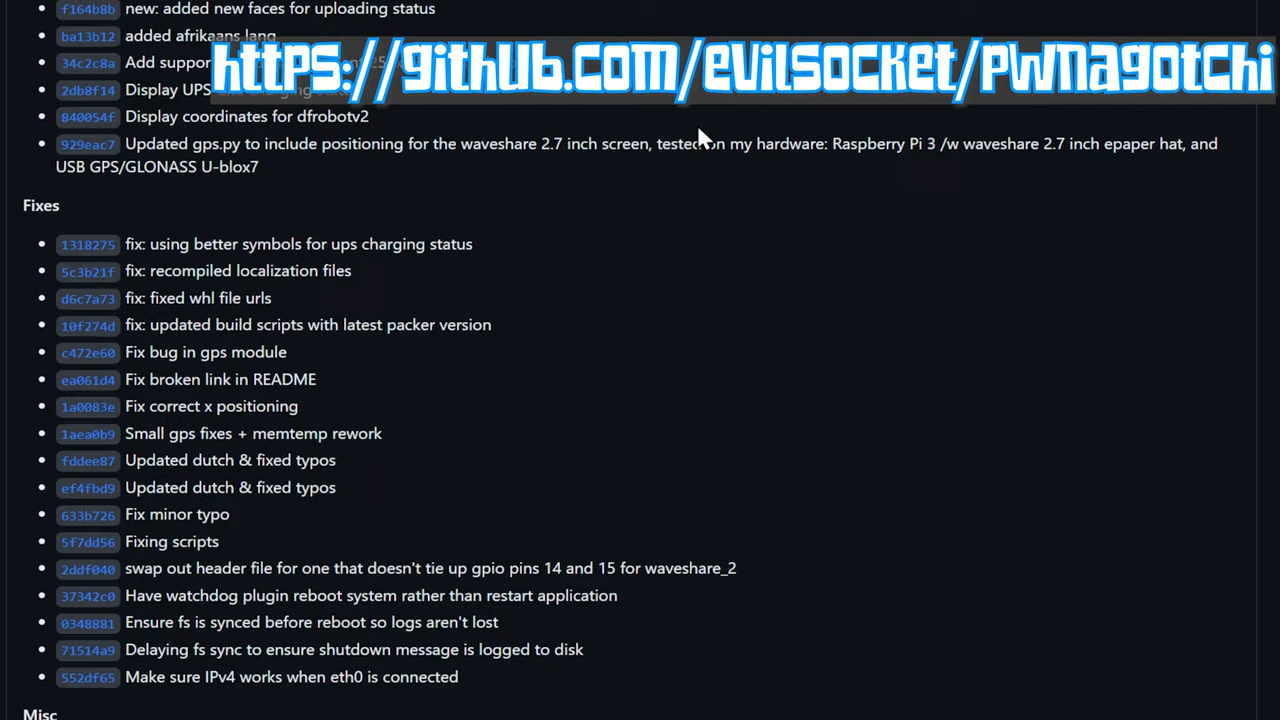 f164b8b new: added new faces for uploading status
ba13b12 added afrikaans lang
https://github.com/evilsocket/pwnagotchi
34c2c8a Add suppor
2db8f14 Display UPS
840054f Display coordinates for dfrobotv2
929eac7 Updated gps.py to include positioning for the waveshare 2.7 inch screen, tested on my hardware: Raspberry Pi 3 /w waveshare 2.7 inch epaper hat, and
USB GPS/GLONASS U-blox7
Fixes
1318275 fix: using better symbols for ups charging status
5c3b21f fix: recompiled localization files
d6c7a73 fix: fixed whl file urls
10f274d fix: updated build scripts with latest packer version
c472e60 Fix bug in gps module
ea061d4 Fix broken link in README
1a0083e Fix correct x positioning
1aea0b9 Small gps fixes + memtemp rework
fddee87 Updated dutch & fixed typos
ef4fbd9 Updated dutch & fixed typos
633b726 Fix minor typo
5f7dd56 Fixing scripts
2ddf040 swap out header file for one that doesn't tie up gpio pins 14 and 15 for waveshare_2
37342c0 Have watchdog plugin reboot system rather than restart application
0348881 Ensure fs is synced before reboot so logs aren't lost
71514a9 Delaying fs sync to ensure shutdown message is logged to disk
552df65 Make sure IPv4 works when eth0 is connected
Misc